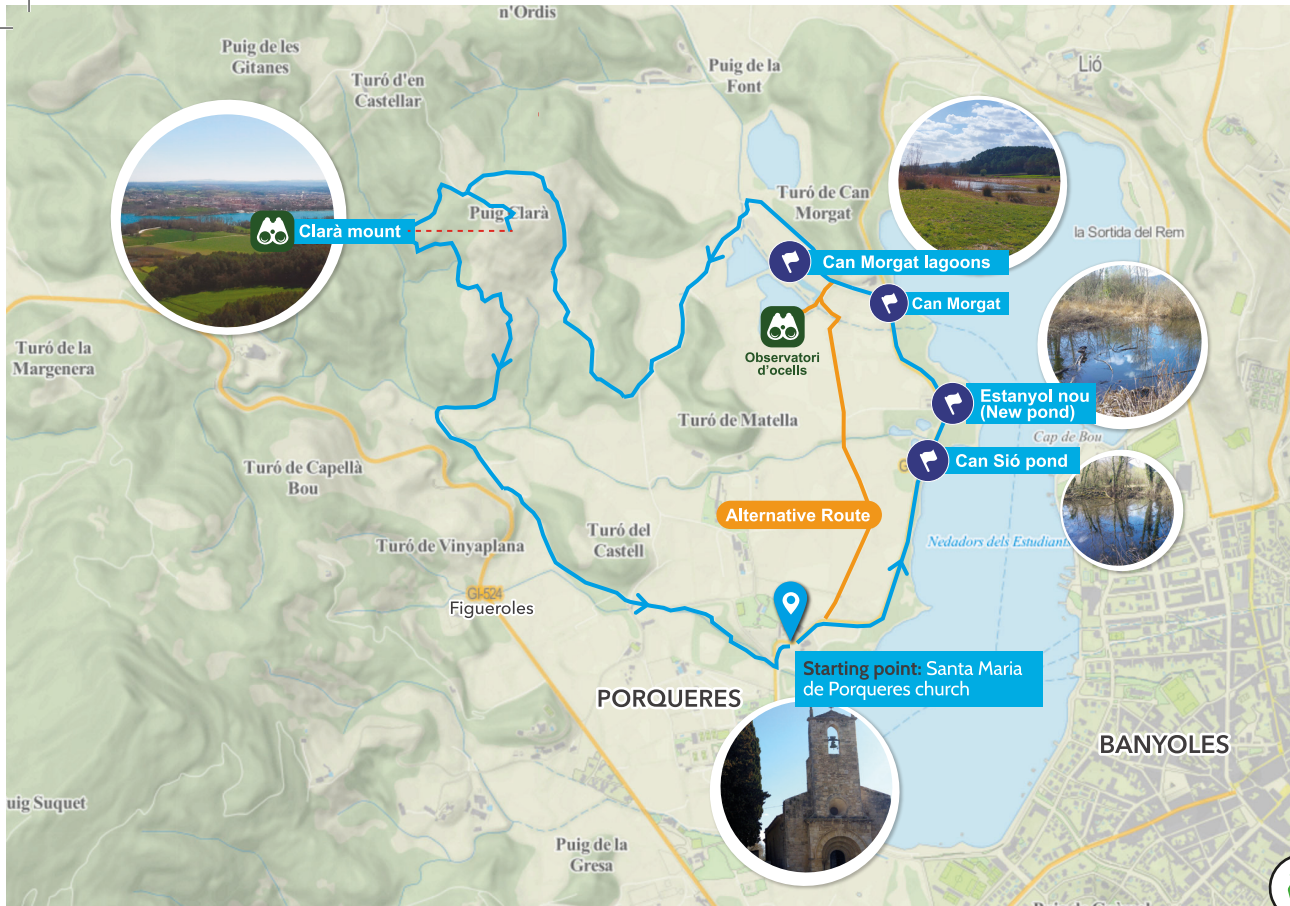 n'Ordis
Puig de les
Gitanes
Turó d'en
Castellar
Puig de la
Font
Lió
Turó de Can
Morgat
Puig Clarà
Clarà mount
la Sortida del Rem
Can Morgat lagoons
Can Morgat
Observatori
d'ocells
Turó de la
Margenera
Estanyol nou
(New pond)
Turó de Matella
Cap de Bou
Can Sió pond
G
Turó de Capellà
Bou
Alternative Route
Turó del
Castell
Turó de Vinyaplana
Nedadors dels Estudiants
GI-524
Figueroles
Starting point: Santa Maria
de Porqueres church
PORQUERES
BANYOLES
uig Suquet
Puig de la
Gresa